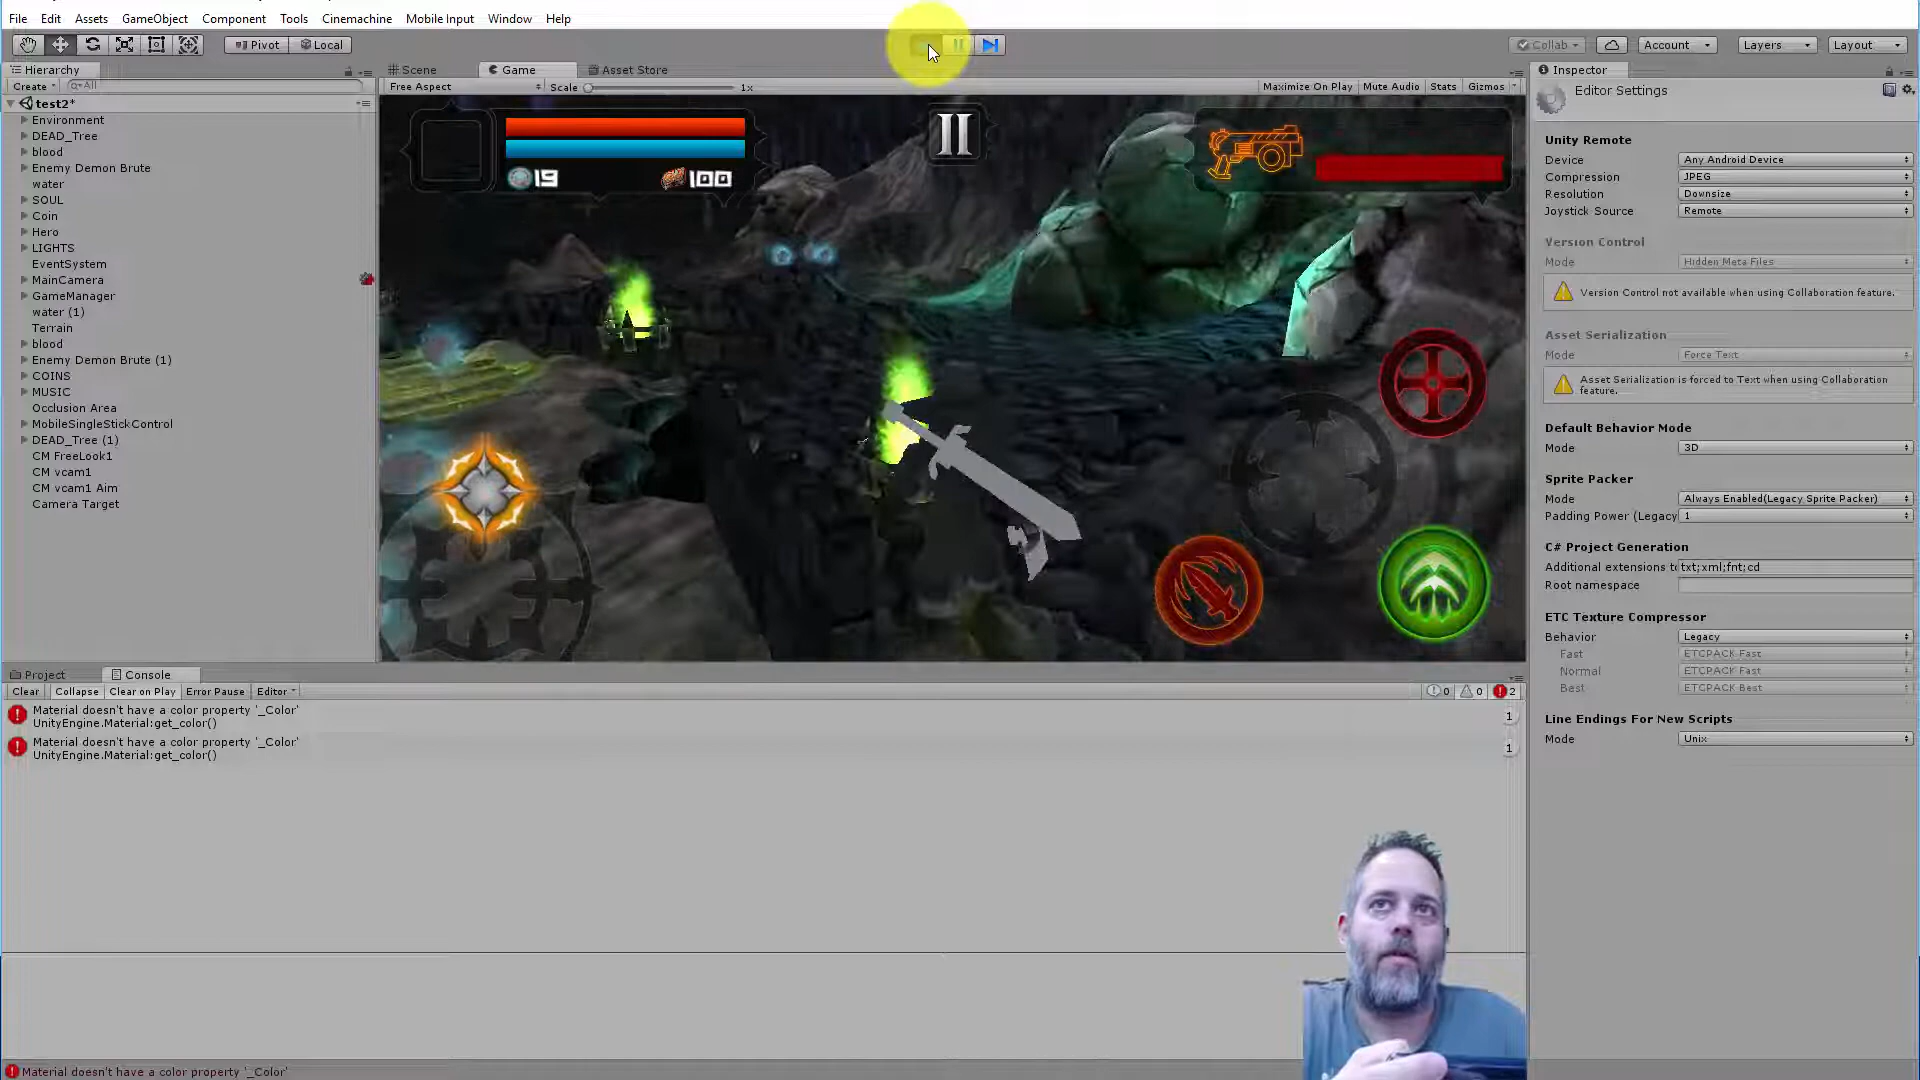 File Edit Assets GameObject Component Tools Cinemachine Mobile Input Window Help
Pivot Local Collab Account Layers Layout
Hierarchy
Create All
test2*
Environment
DEAD_Tree
blood
Enemy Demon Brute
water
SOUL
Coin
Hero
LIGHTS
EventSystem
MainCamera
GameManager
water (1)
Terrain
blood
Enemy Demon Brute (1)
COINS
MUSIC
Occlusion Area
MobileSingleStickControl
DEAD_Tree (1)
CM FreeLook1
CM vcam1
CM vcam1 Aim
Camera Target
Scene Game Asset Store
Free Aspect Scale 1x Maximize On Play Mute Audio Stats Gizmos
19 100
Inspector
Editor Settings
Unity Remote
Device Any Android Device
Compression JPEG
Resolution Downsize
Joystick Source Remote
Version Control
Mode Hidden Meta Files
Version Control not available when using Collaboration feature.
Asset Serialization
Mode Force Text
Asset Serialization is forced to Text when using Collaboration
feature.
Default Behavior Mode
Mode 3D
Sprite Packer
Mode Always Enabled(Legacy Sprite Packer)
Padding Power (Legacy 1
C# Project Generation
Additional extensions to txt;xml;fnt;cd
Root namespace
ETC Texture Compressor
Behavior Legacy
Fast ETCPACK Fast
Normal ETCPACK Fast
Best ETCPACK Best
Line Endings For New Scripts
Mode Unix
Project Console
Clear Collapse Clear on Play Error Pause Editor 0 0 2
Material doesn't have a color property '_Color'
UnityEngine.Material:get_color()
1
Material doesn't have a color property '_Color'
UnityEngine.Material:get_color()
1
Material doesn't have a color property '_Color'